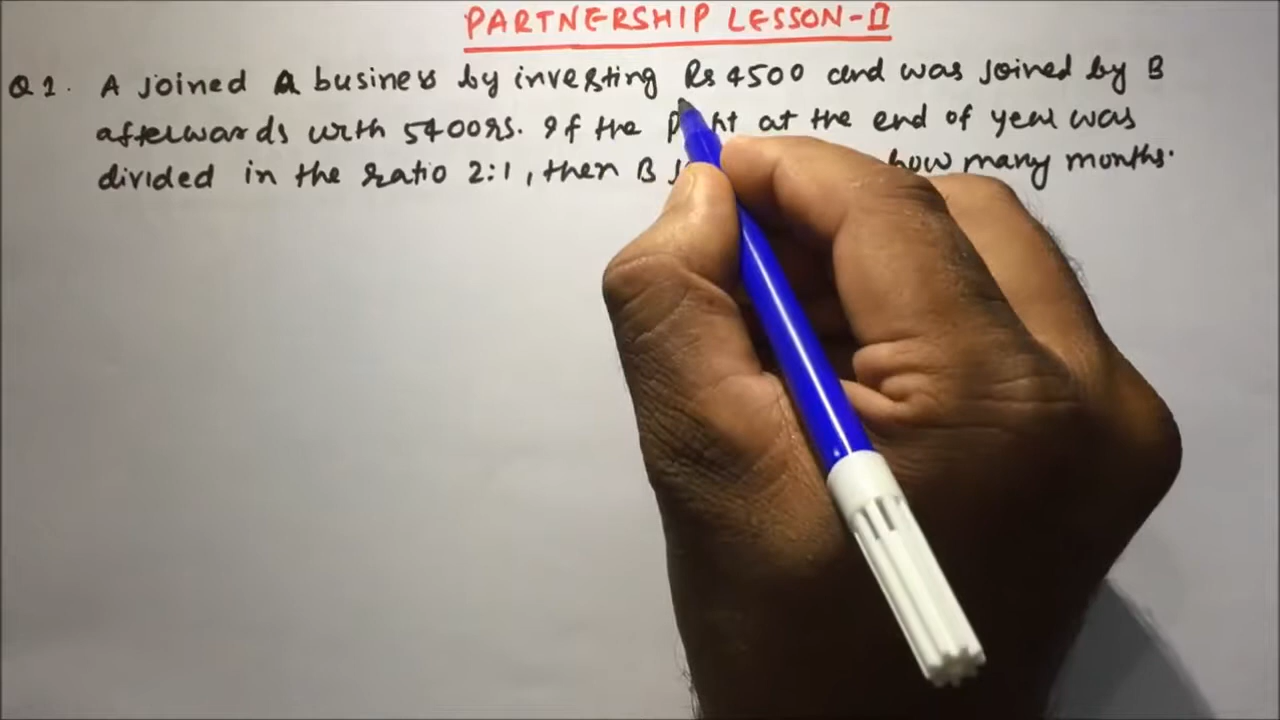 PARTNERSHIP LESSON-II
Q1. A joined A business by investing Rs 4500 and was joined by B
afterwards with 5400rs. If the at the end of year was
divided in the ratio 2:1, then B how many months.